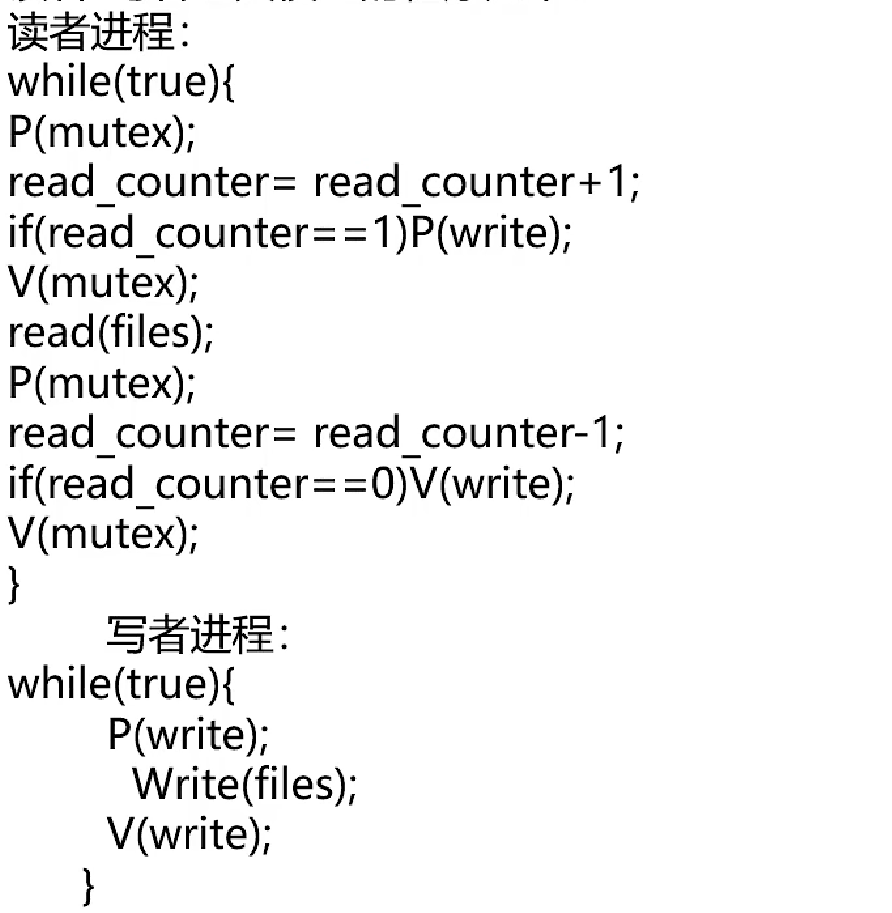 读者进程：
while(true){
P(mutex);
read_counter= read_counter+1;
if(read_counter==1)P(write);
V(mutex);
read(files);
P(mutex);
read_counter= read_counter-1;
if(read_counter==0)V(write);
V(mutex);
}
写者进程：
while(true){
P(write);
Write(files);
V(write);
}